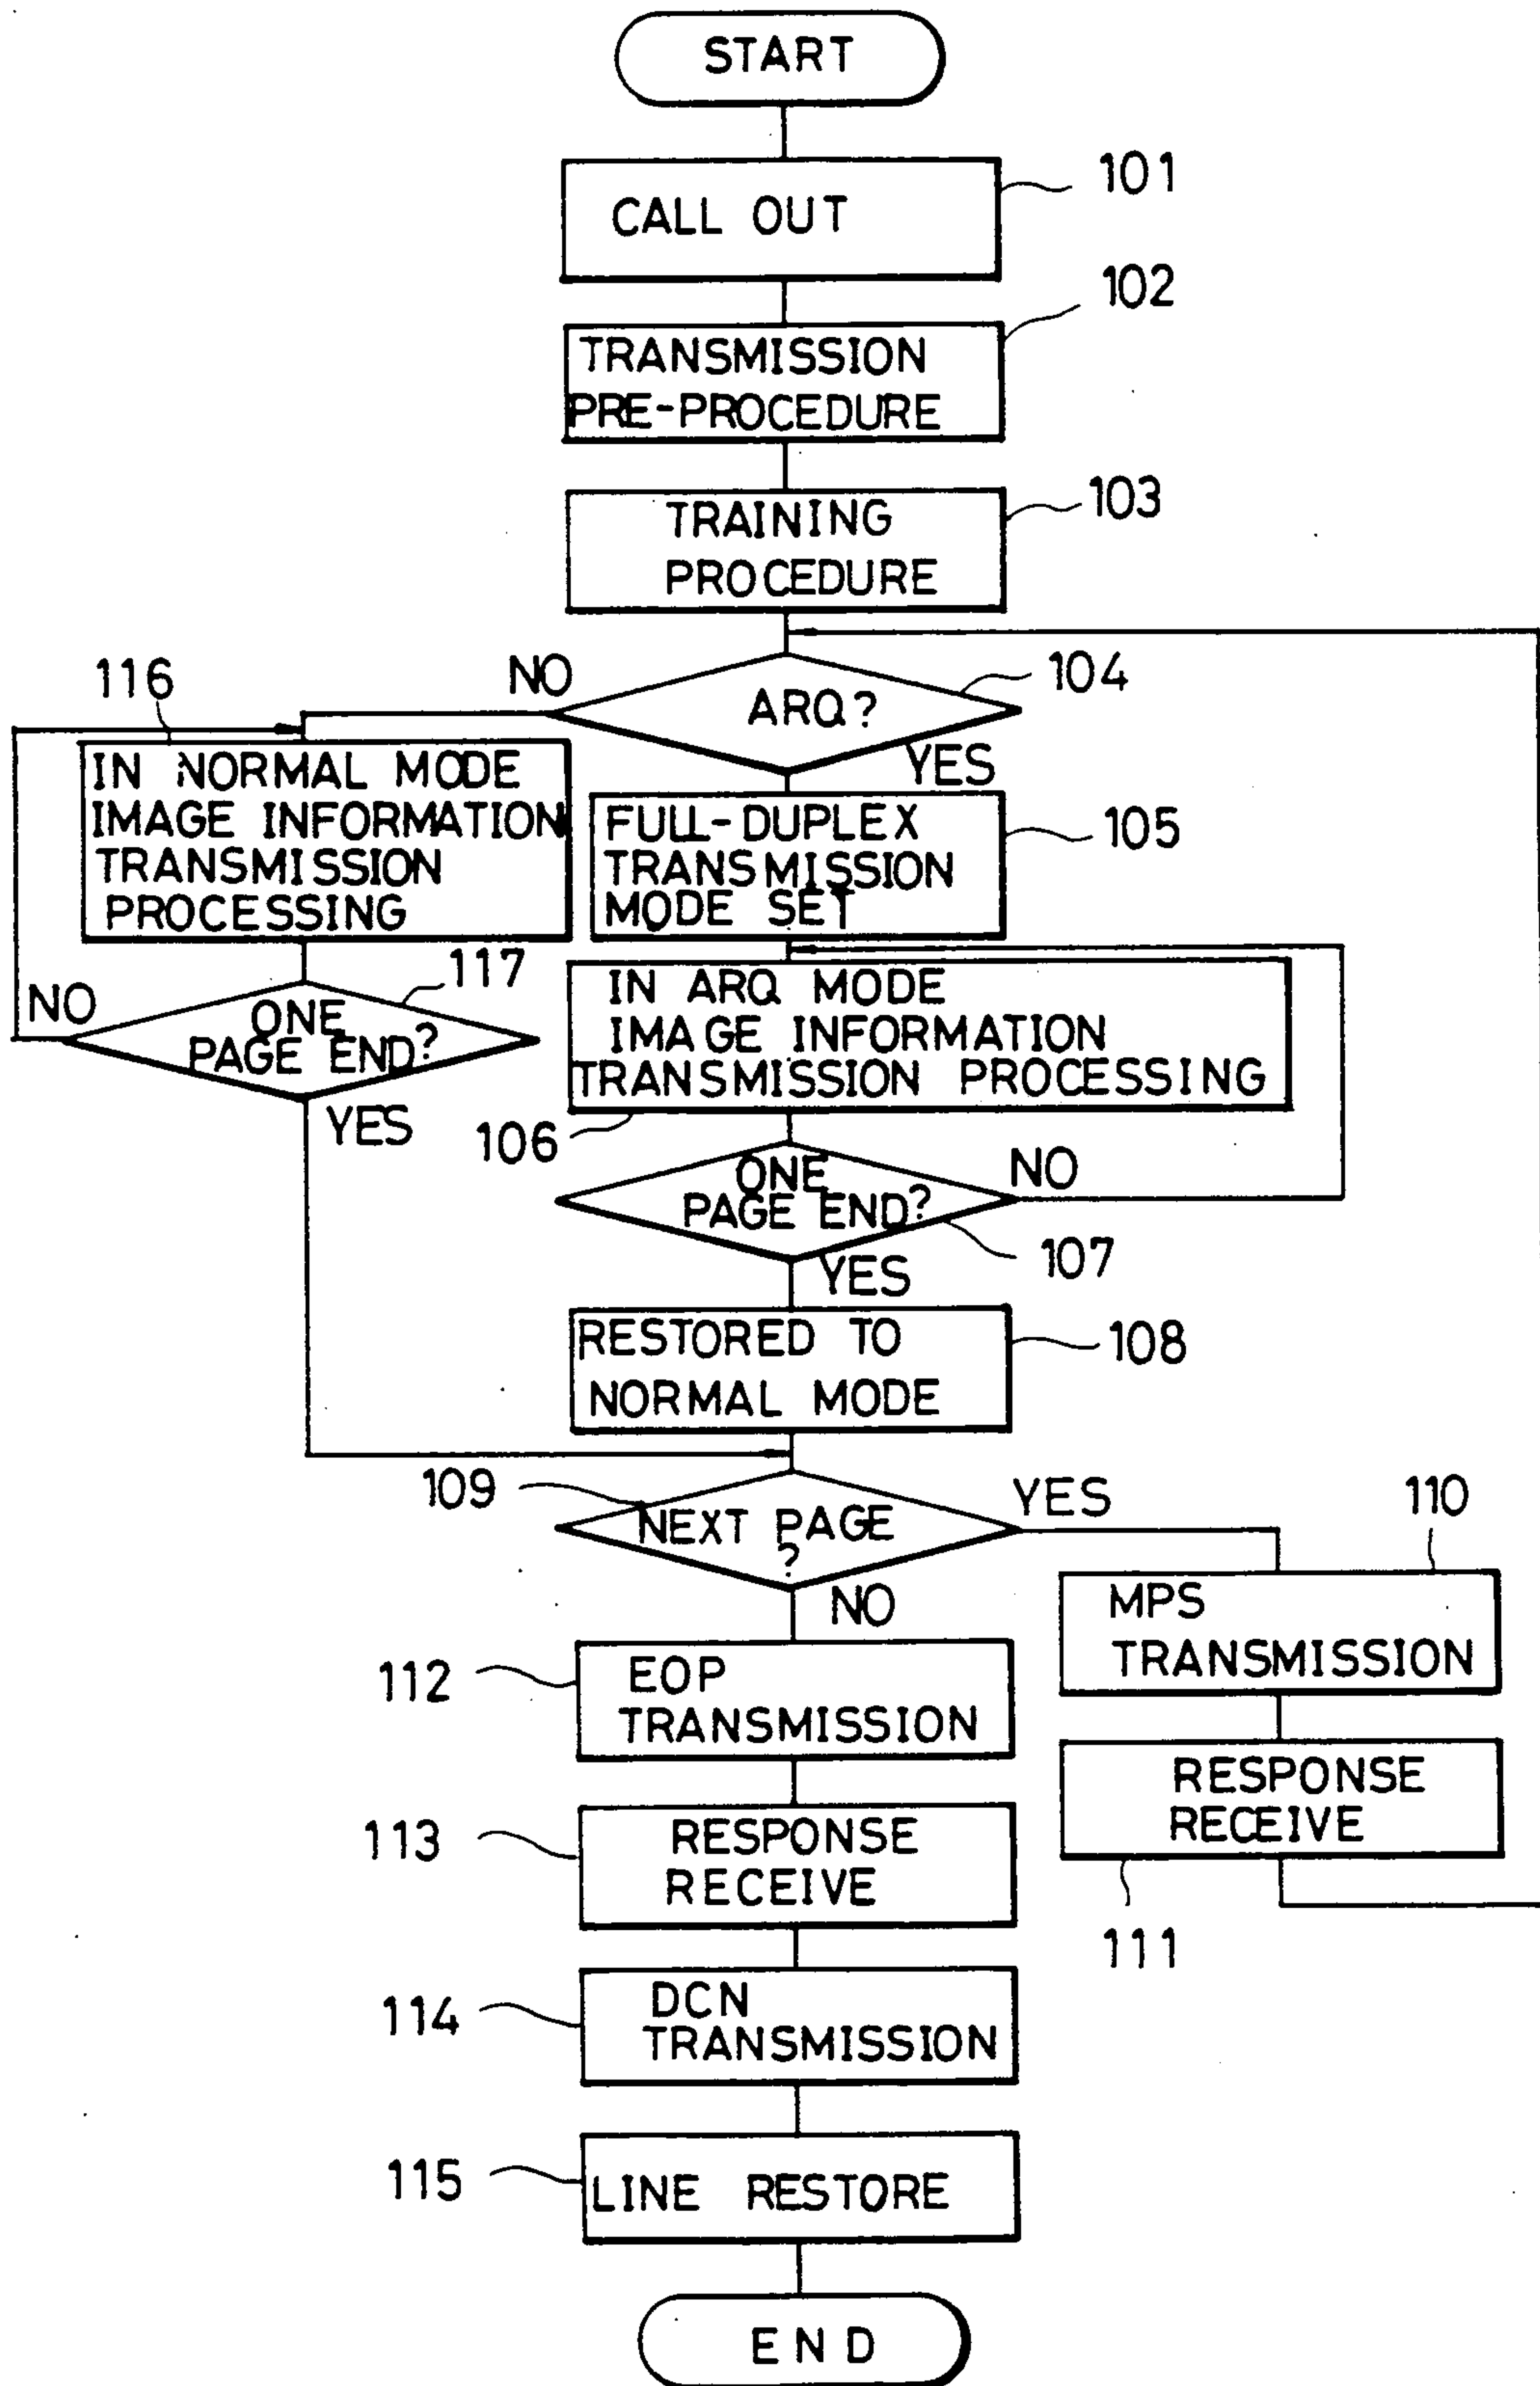 START
CALL OUT
101
TRANSMISSION
PRE-PROCEDURE
102
TRAINING
PROCEDURE
103
ARQ?
104
NO
YES
116
IN NORMAL MODE
IMAGE INFORMATION
TRANSMISSION
PROCESSING
FULL-DUPLEX
TRANSMISSION
MODE SET
105
117
NO
ONE
PAGE END?
YES
IN ARQ MODE
IMAGE INFORMATION
TRANSMISSION PROCESSING
106
ONE
PAGE END?
NO
107
YES
RESTORED TO
NORMAL MODE
108
109
NEXT PAGE
?
YES
NO
110
MPS
TRANSMISSION
RESPONSE
RECEIVE
111
112
EOP
TRANSMISSION
113
RESPONSE
RECEIVE
114
DCN
TRANSMISSION
115
LINE RESTORE
END